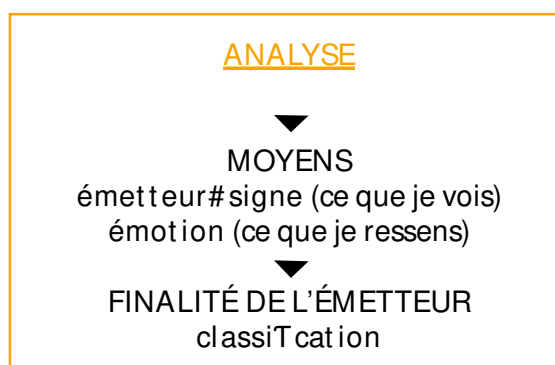 ANALYSE
MOYENS
émetteur#signe (ce que je vois)
émotion (ce que je ressens)
FINALITÉ DE L'ÉMETTEUR
classiTcation